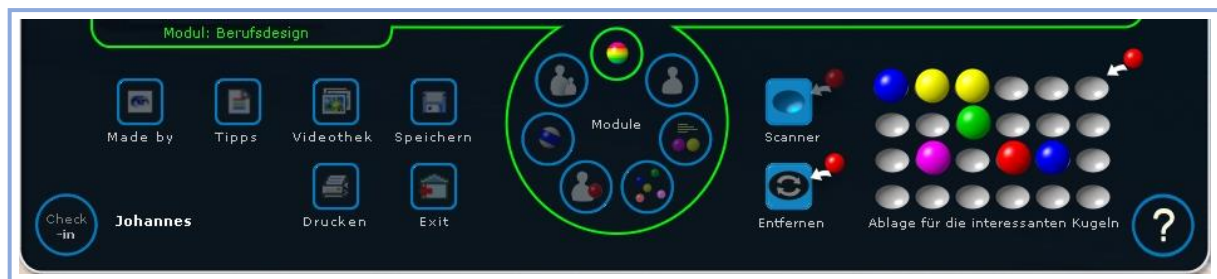 Modul: Berufsdesign
Made by
Tipps
Videothek
Speichern
Module
Scanner
Drucken
Exit
Entfernen
Ablage für die interessanten Kugeln
Check
-in
Johannes
?